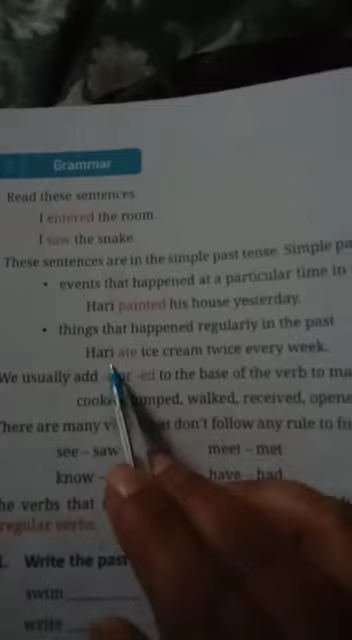 Grammar
Read these sentences.
I entered the room.
I saw the snake.
These sentences are in the simple past tense. Simple pa
• events that happened at a particular time in
Hari painted his house yesterday.
• things that happened regularly in the past
Hari ate ice cream twice every week.
We usually add -ed to the base of the verb to ma
jumped, walked, received, opene
There are many don't follow any rule to fo
see – saw meet – met
know – have – had
he verbs that
regular verbs.
Write the past
swim
write